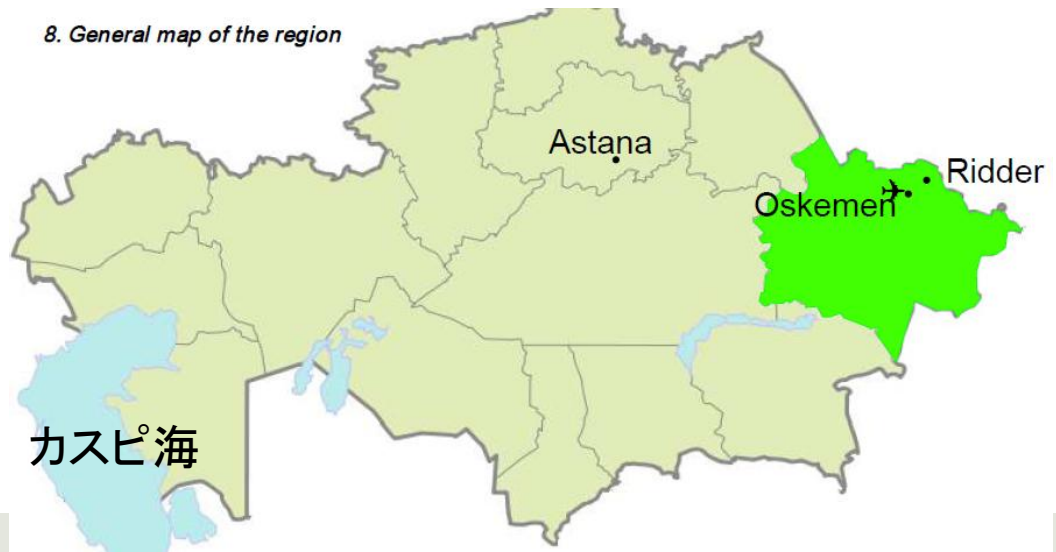 8. General map of the region
Astana
Ridder
Oskemen
カスピ海